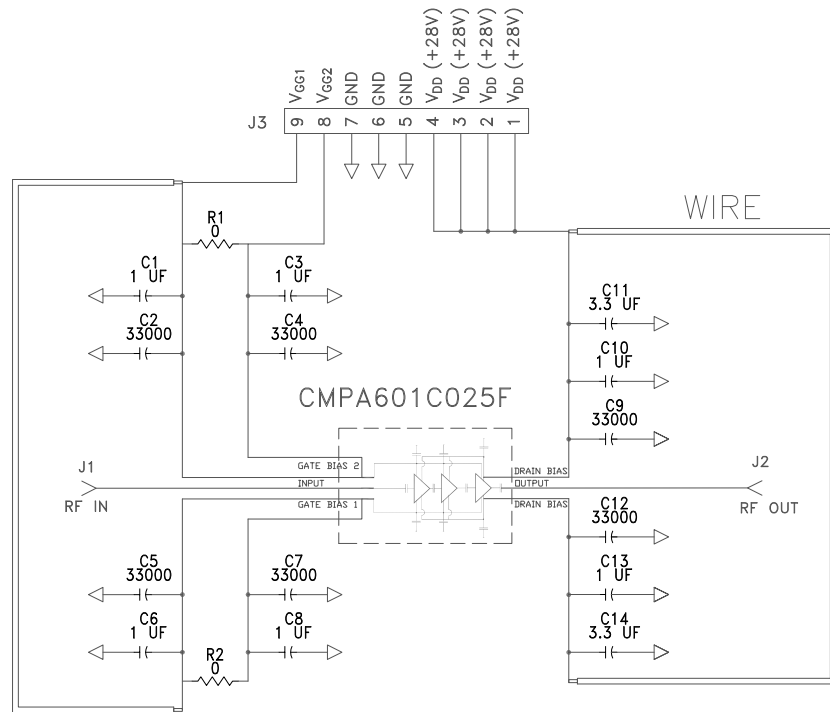 VGG1
VGG2
GND
GND
GND
VDD (+28V)
VDD (+28V)
VDD (+28V)
VDD (+28V)
J3
9 8 7 6 5 4 3 2 1
WIRE
R1
0
C1
1 UF
C3
1 UF
C2
33000
C4
33000
C11
3.3 UF
C10
1 UF
C9
33000
CMPA601C025F
J1
RF IN
GATE BIAS 2
INPUT
GATE BIAS 1
DRAIN BIAS
OUTPUT
DRAIN BIAS
J2
RF OUT
C12
33000
C5
33000
C7
33000
C13
1 UF
C6
1 UF
C8
1 UF
C14
3.3 UF
R2
0